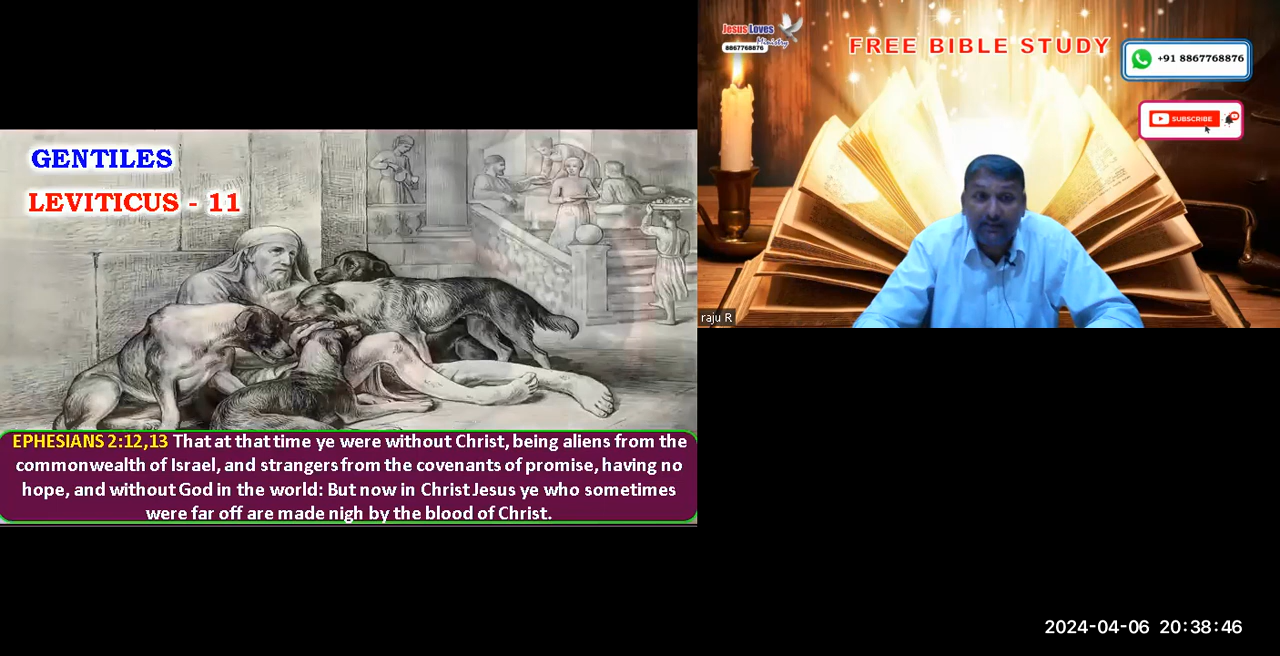 GENTILES
LEVITICUS - 11
EPHESIANS 2:12,13 That at that time ye were without Christ, being aliens from the
commonwealth of Israel, and strangers from the covenants of promise, having no
hope, and without God in the world: But now in Christ Jesus ye who sometimes
were far off are made nigh by the blood of Christ.
Jesus Loves
Ministry
8867768876
FREE BIBLE STUDY
+91 8867768876
SUBSCRIBE
raju R
2024-04-06 20:38:46